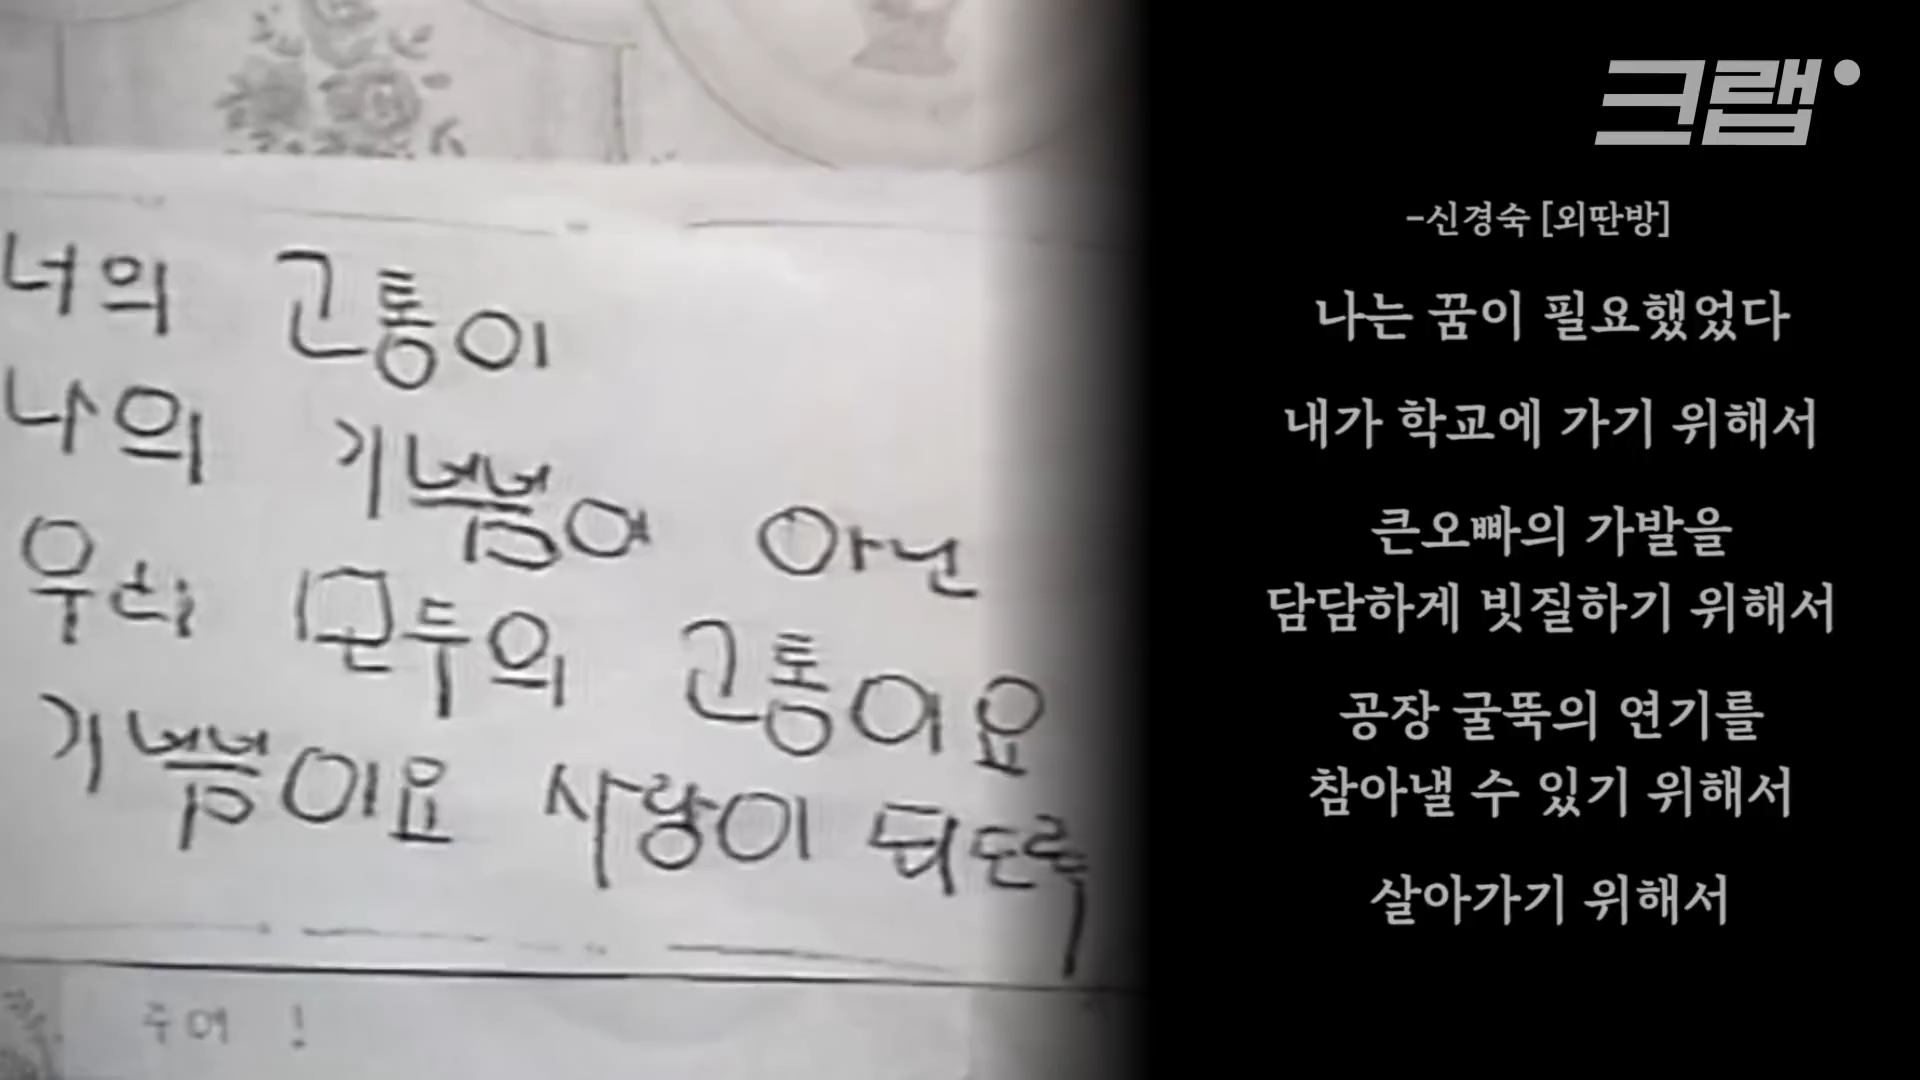 너의 고통이
나의 기쁨이 아닌
우리 모두의 고통이요
기쁨이요 사랑이 되도록
주여 !
크랩
-신경숙 [외딴방]
나는 꿈이 필요했었다
내가 학교에 가기 위해서
큰오빠의 가발을
담담하게 빗질하기 위해서
공장 굴뚝의 연기를
참아낼 수 있기 위해서
살아가기 위해서